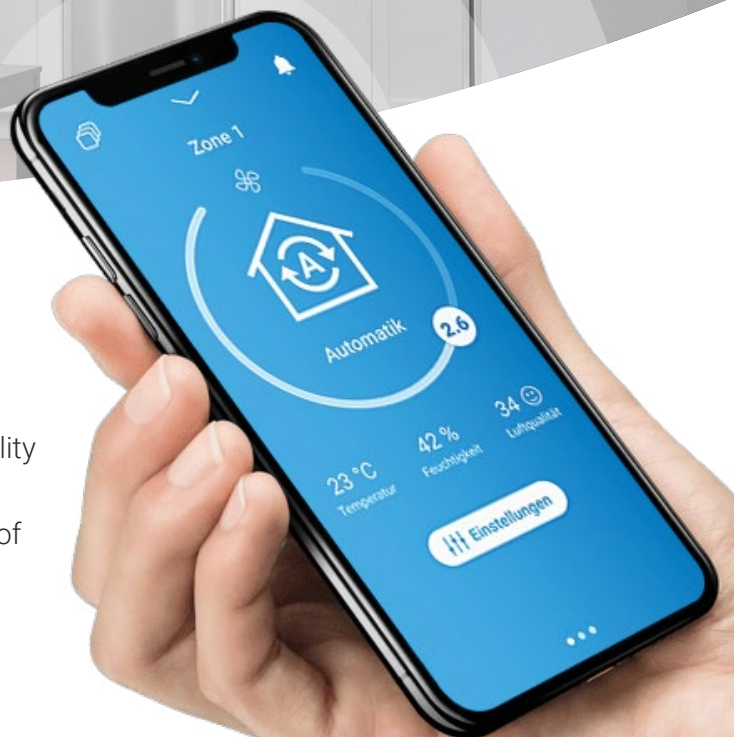 Zone 1
A
Automatik
2.6
23 °C
Temperatur
42 %
Feuchtigkeit
34
Luftqualität
Einstellungen
lity
of